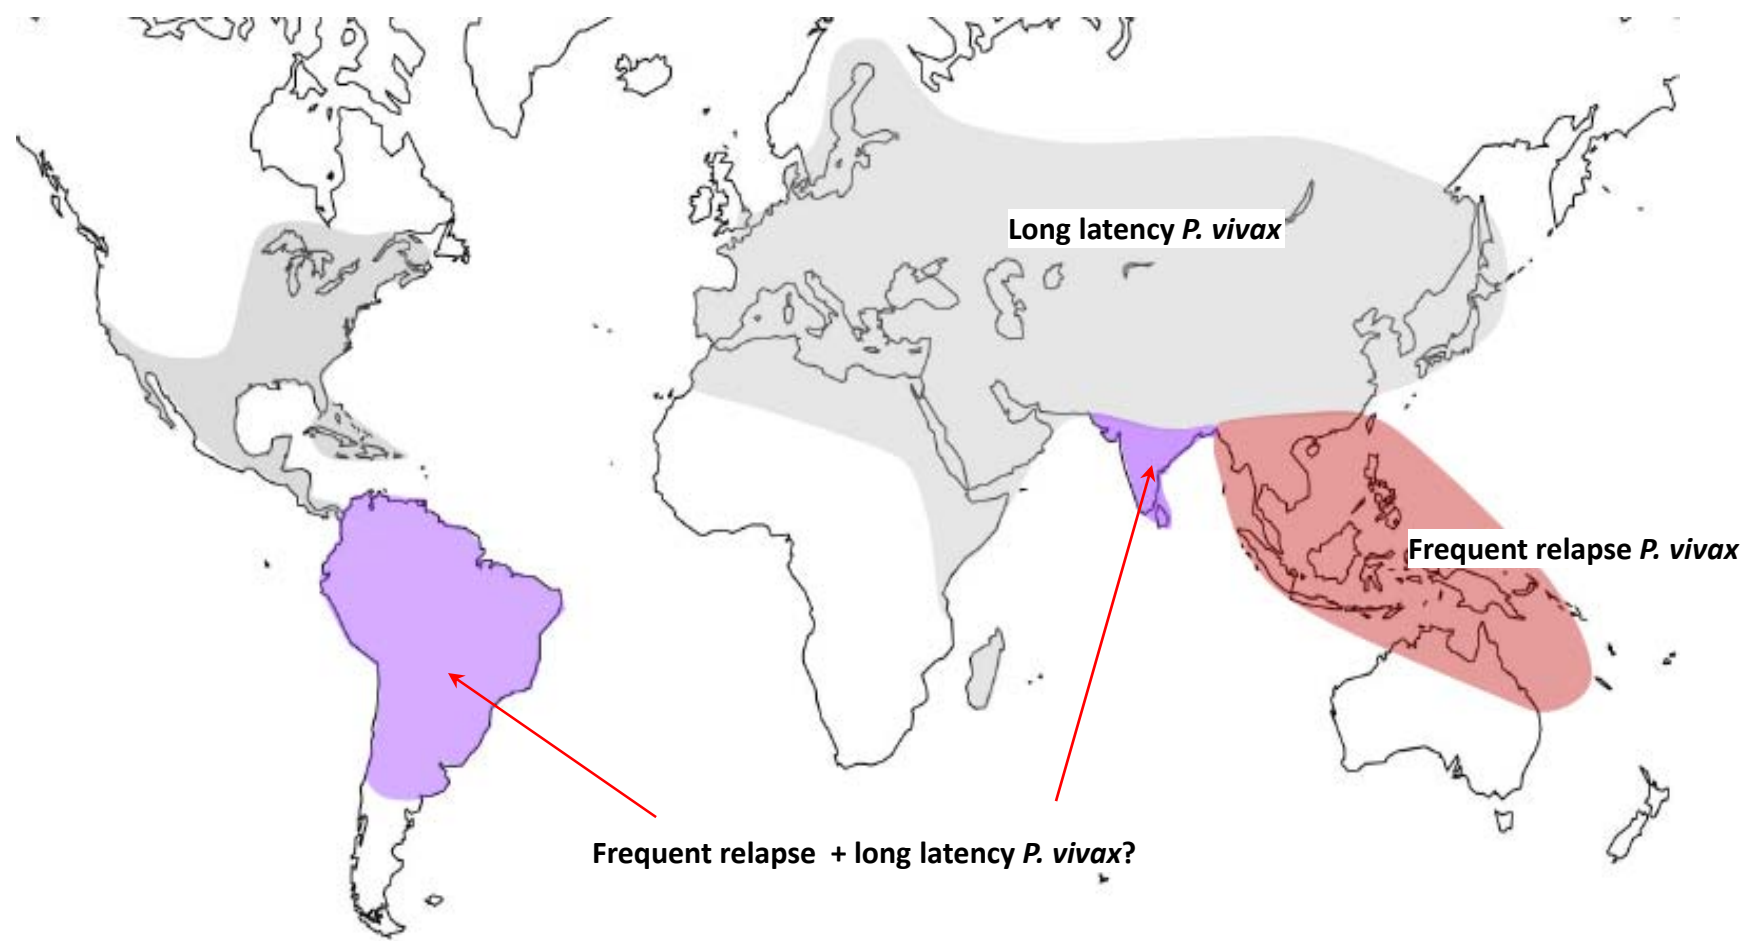 Long latency P. vivax
Frequent relapse P. vivax
Frequent relapse + long latency P. vivax?